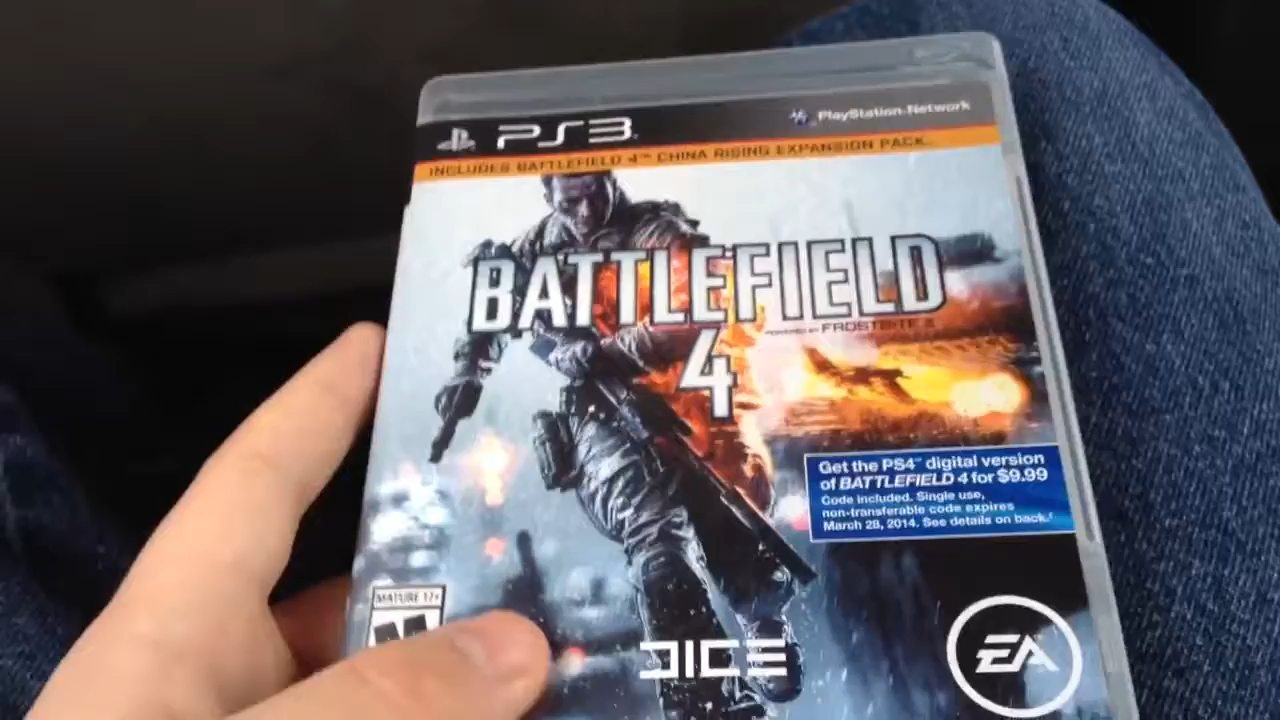 PS3
PlayStation Network
INCLUDES BATTLEFIELD 4™ CHINA RISING EXPANSION PACK.
BATTLEFIELD
4
POWERED BY FROSTBITE 3
Get the PS4™ digital version
of BATTLEFIELD 4 for $9.99
Code included. Single use,
non-transferable code expires
March 28, 2014. See details on back.†
MATURE 17+
M
DICE
EA